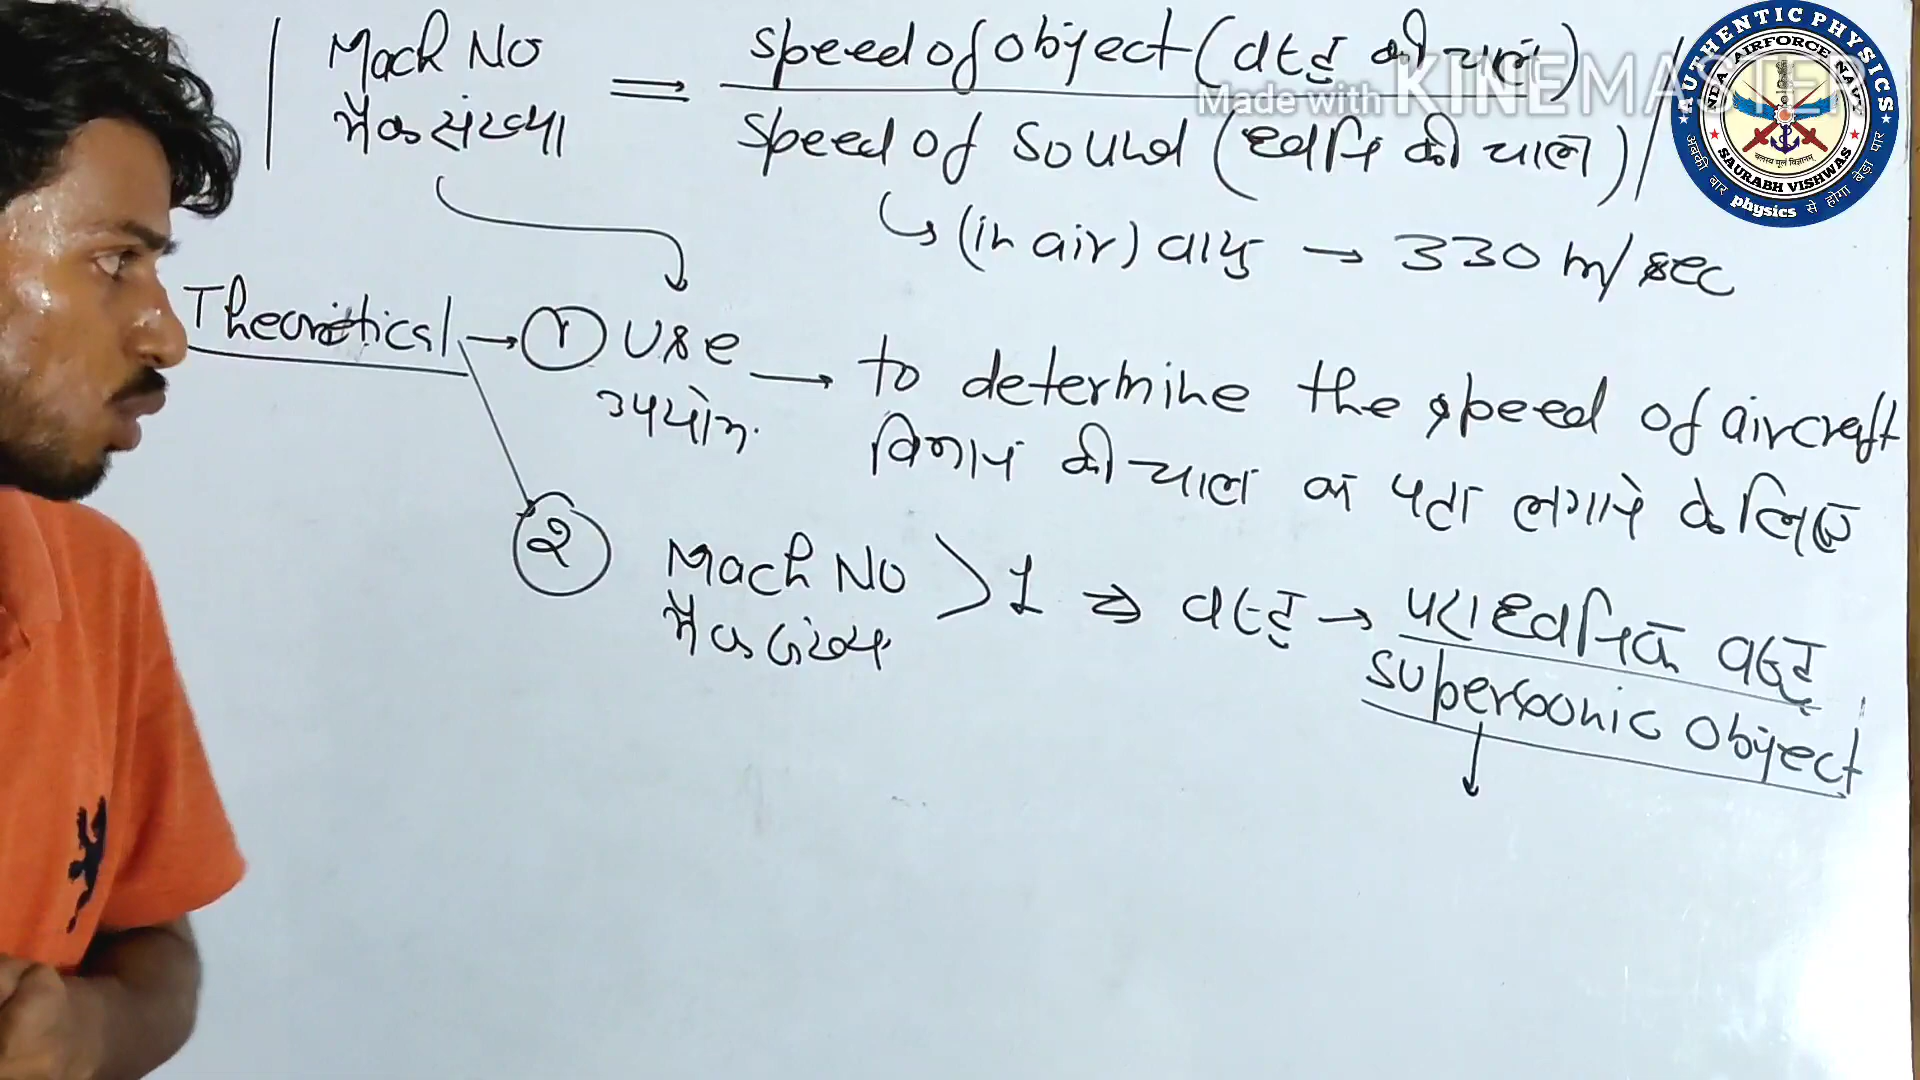 Mach No = speed of object (वस्तु की चाल)
मैक संख्या speed of sound (ध्वनि की चाल)
(in air) वायु → 330 m/sec
Theoretical → 1 Use → to determine the speed of aircraft
उपयोग विमान की चाल का पता लगाने के लिए
2 Mach No > 1 ⇒ वस्तु → पराध्वनिक वस्तु
मैक संख्या supersonic object
Made with KINEMASTER
AUTHENTIC PHYSICS
NDA AIRFORCE NAVY
SAURABH VISHWAS
अबकी बार physics से होगा बेड़ा पार